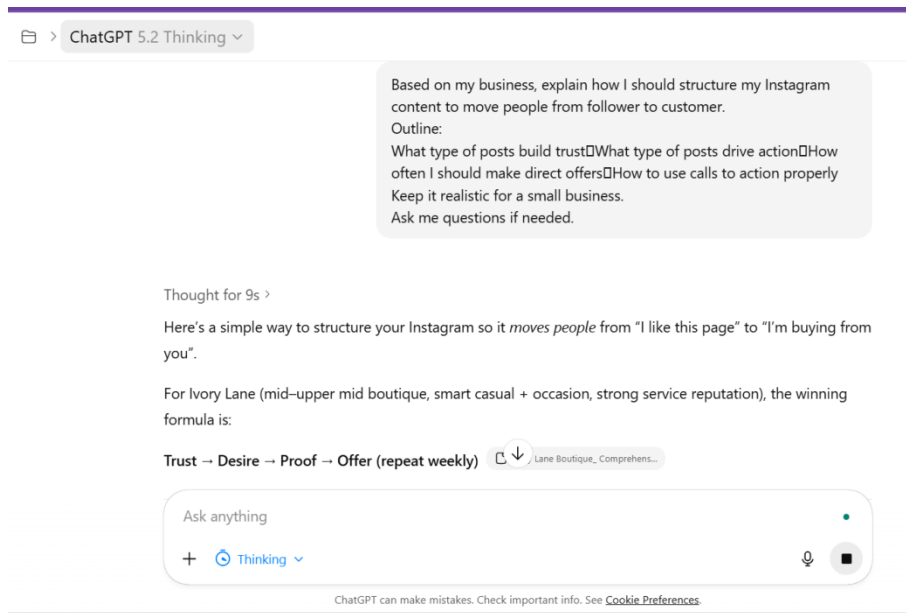 ChatGPT 5.2 Thinking
Based on my business, explain how I should structure my Instagram
content to move people from follower to customer.
Outline:
What type of posts build trust▯What type of posts drive action▯How
often I should make direct offers▯How to use calls to action properly
Keep it realistic for a small business.
Ask me questions if needed.
Thought for 9s >
Here's a simple way to structure your Instagram so it moves people from "I like this page" to "I'm buying from
you".
For Ivory Lane (mid–upper mid boutique, smart casual + occasion, strong service reputation), the winning
formula is:
Trust → Desire → Proof → Offer (repeat weekly) Lane Boutique_ Comprehens...
Ask anything
Thinking
ChatGPT can make mistakes. Check important info. See Cookie Preferences.